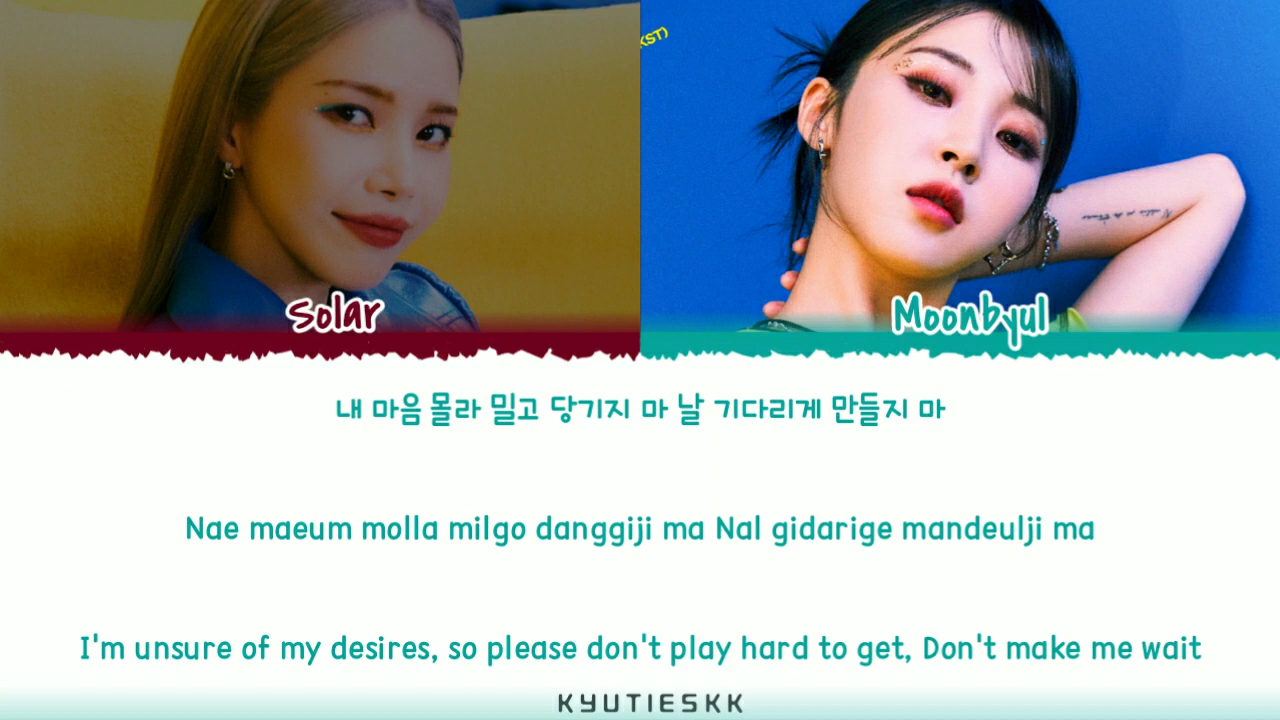 KST)
Solar
Moonbyul
내 마음 몰라 밀고 당기지 마 날 기다리게 만들지 마
Nae maeum molla milgo danggiji ma Nal gidarige mandeulji ma
I'm unsure of my desires, so please don't play hard to get, Don't make me wait
KYUTIESKK